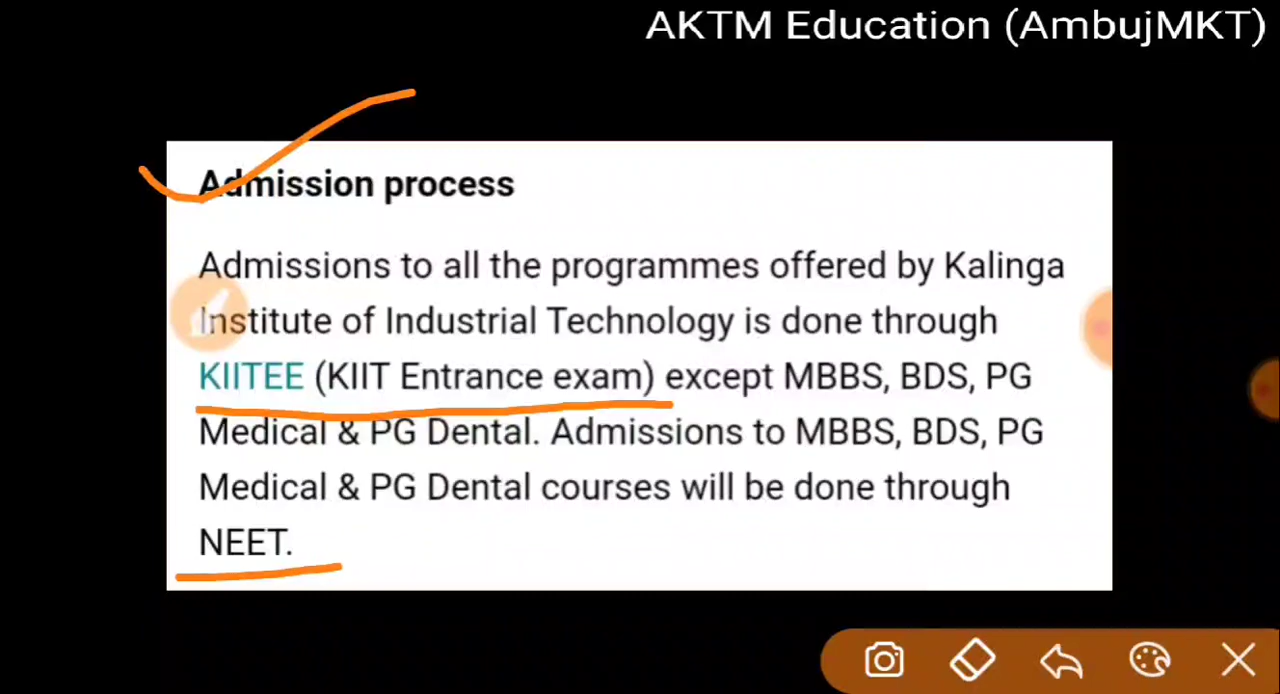 AKTM Education (AmbujMKT)
Admission process
Admissions to all the programmes offered by Kalinga
Institute of Industrial Technology is done through
KIITEE (KIIT Entrance exam) except MBBS, BDS, PG
Medical & PG Dental. Admissions to MBBS, BDS, PG
Medical & PG Dental courses will be done through
NEET.